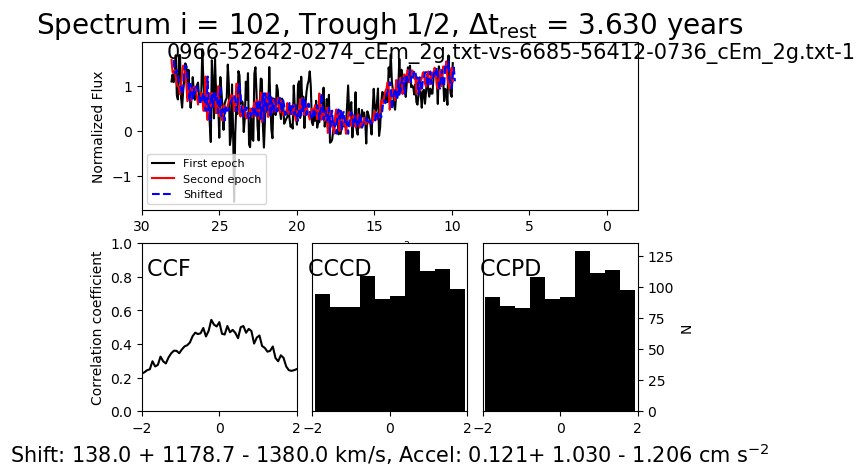 Spectrum i = 102, Trough 1/2, Δt_rest = 3.630 years
0966-52642-0274_cEm_2g.txt-vs-6685-56412-0736_cEm_2g.txt-1
Normalized Flux
1
0
−1
First epoch
Second epoch
Shifted
30 25 20 15 10 5 0
Correlation coefficient
1.0
0.8
0.6
0.4
0.2
0.0
CCF
−2 0 2
CCCD
−2 0 2
CCPD
−2 0 2
125
100
75
50
25
0
N
Shift: 138.0 + 1178.7 - 1380.0 km/s, Accel: 0.121+ 1.030 - 1.206 cm s⁻²